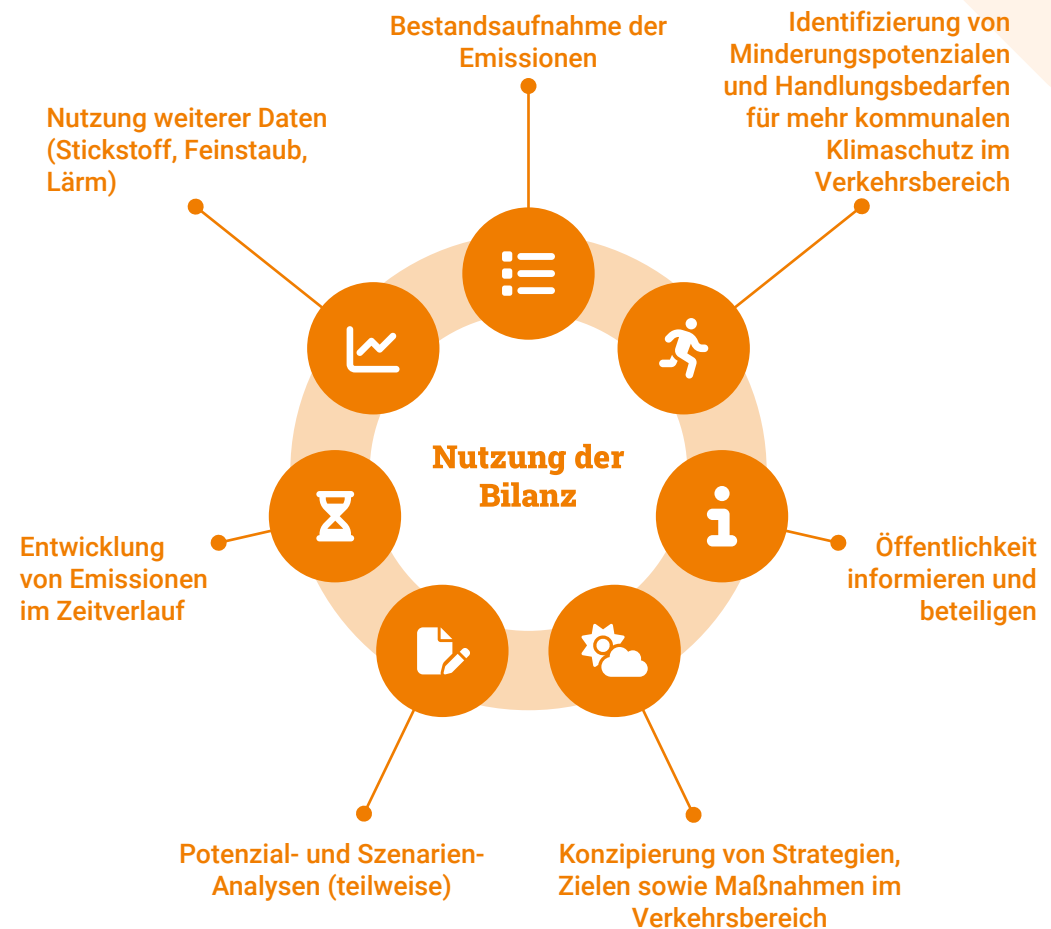 Bestandsaufnahme der
Emissionen
Identifizierung von
Minderungspotenzialen
und Handlungsbedarfen
für mehr kommunalen
Klimaschutz im
Verkehrsbereich
Nutzung weiterer Daten
(Stickstoff, Feinstaub,
Lärm)
Nutzung der
Bilanz
Entwicklung
von Emissionen
im Zeitverlauf
Öffentlichkeit
informieren und
beteiligen
Potenzial- und Szenarien-
Analysen (teilweise)
Konzipierung von Strategien,
Zielen sowie Maßnahmen im
Verkehrsbereich